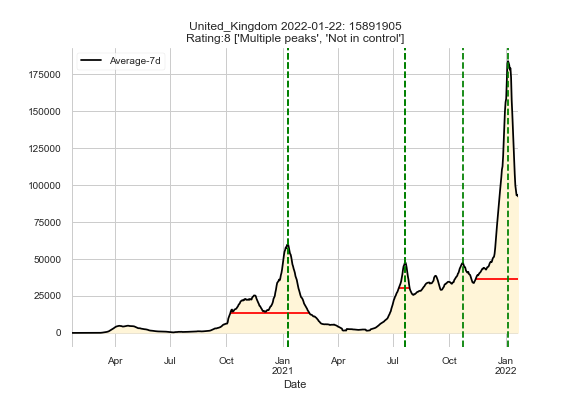 United_Kingdom 2022-01-22: 15891905
Rating:8 ['Multiple peaks', 'Not in control']
Average-7d
175000
150000
125000
100000
75000
50000
25000
0
Apr
Jul
Oct
Jan
2021
Apr
Jul
Oct
Jan
2022
Date